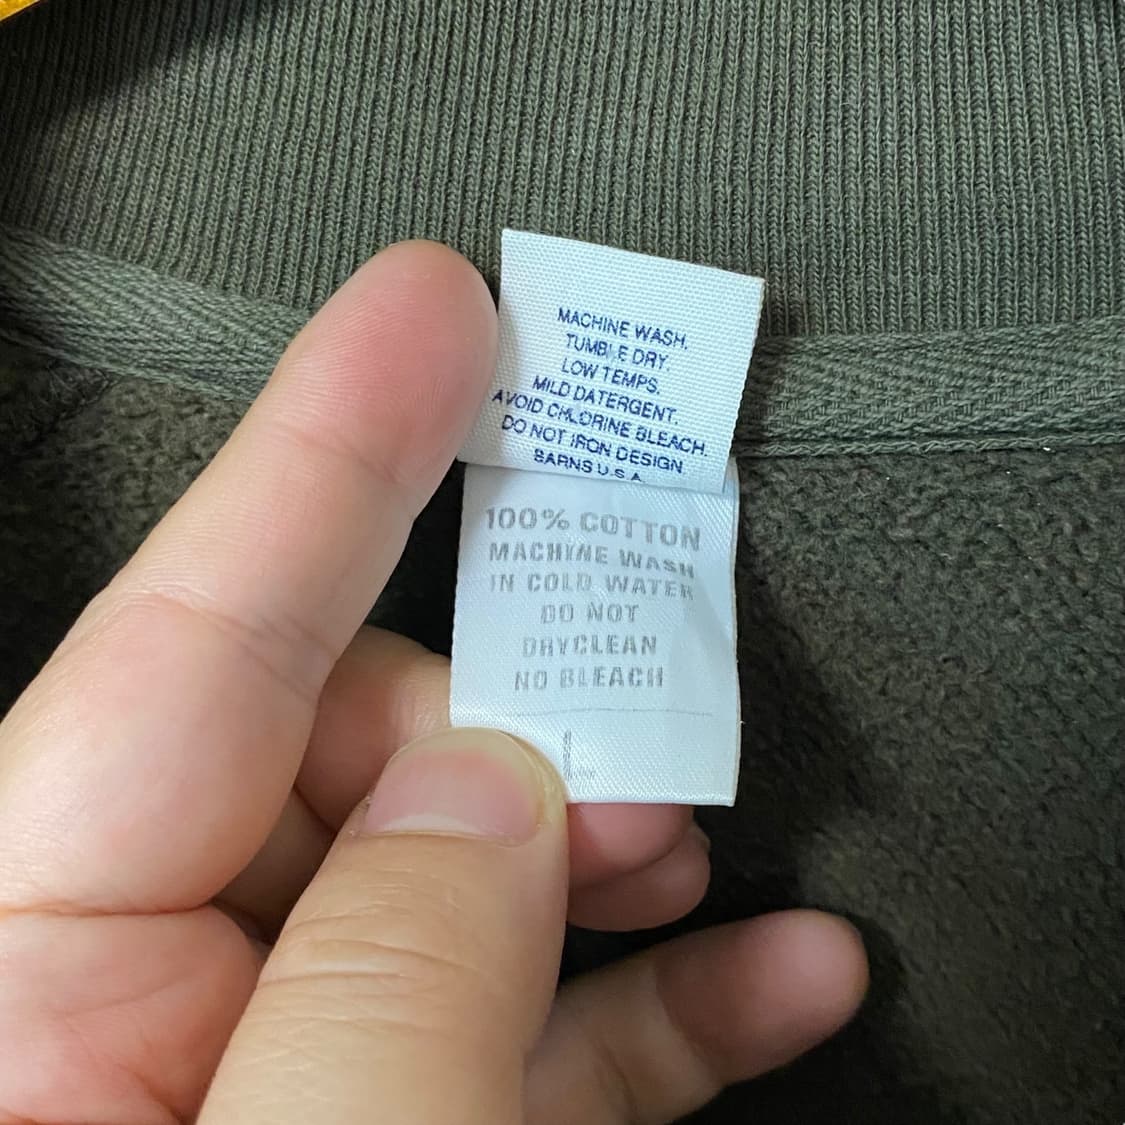 MACHINE WASH.
TUMBLE DRY.
LOW TEMPS.
MILD DATERGENT.
AVOID CHLORINE BLEACH.
DO NOT IRON DESIGN
BARNS U.S.A.
100% COTTON
MACHINE WASH
IN COLD WATER
DO NOT
DRYCLEAN
NO BLEACH
L